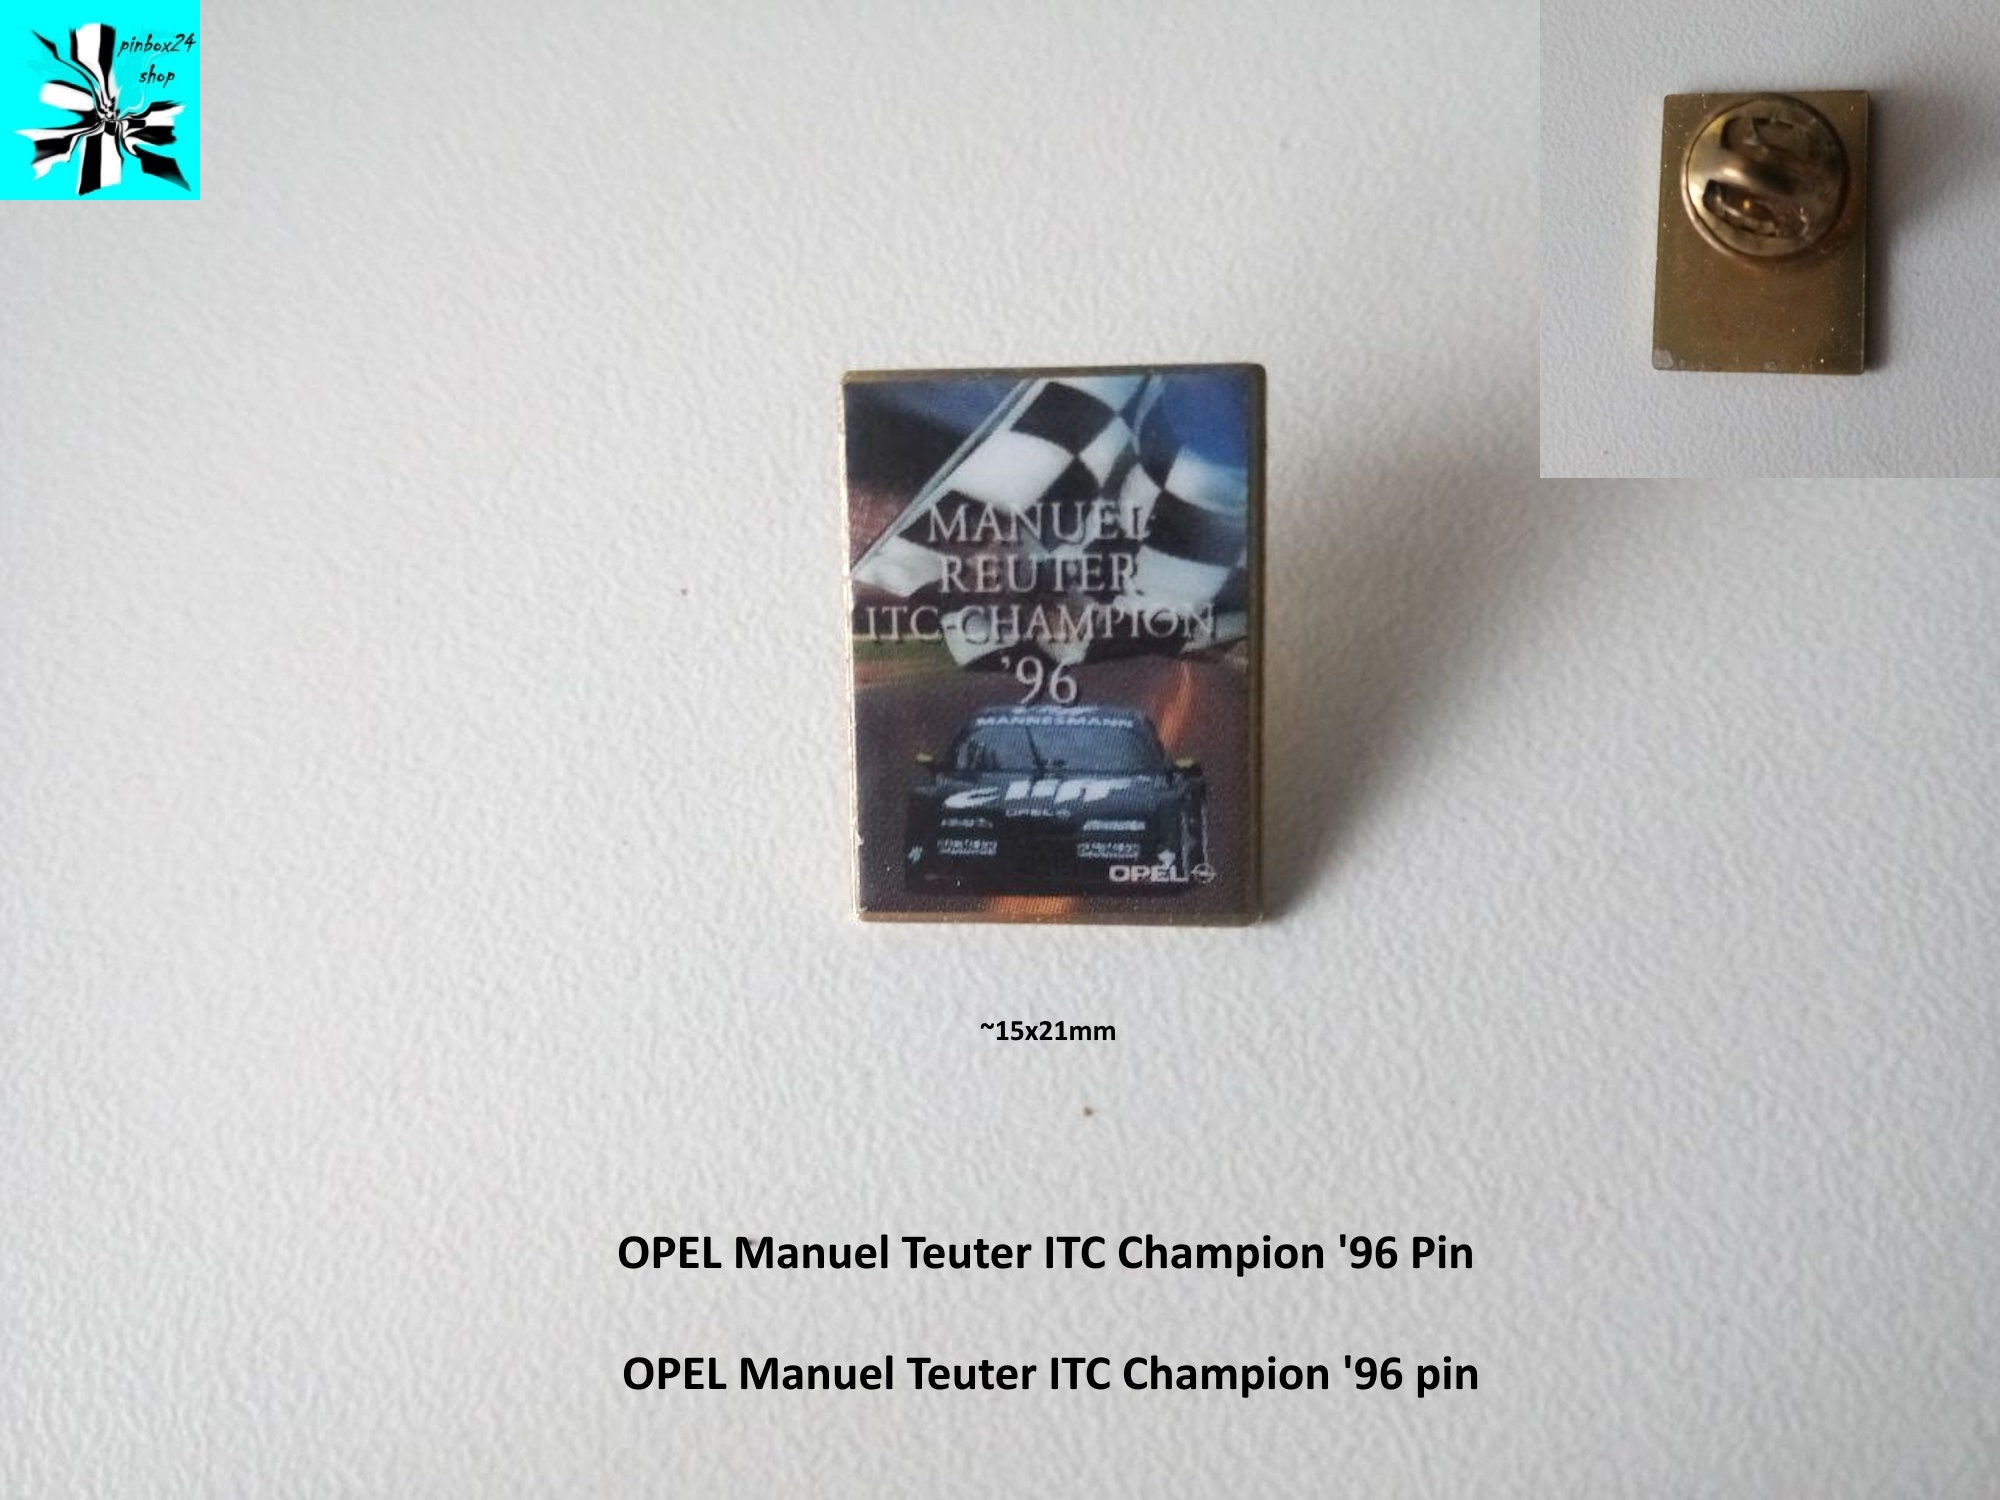 pinbox24
shop
MANUEL
REUTER
ITC-CHAMPION
'96
MANNESMANN
cliff
OPEL
OPEL
~15x21mm
OPEL Manuel Teuter ITC Champion '96 Pin
OPEL Manuel Teuter ITC Champion '96 pin